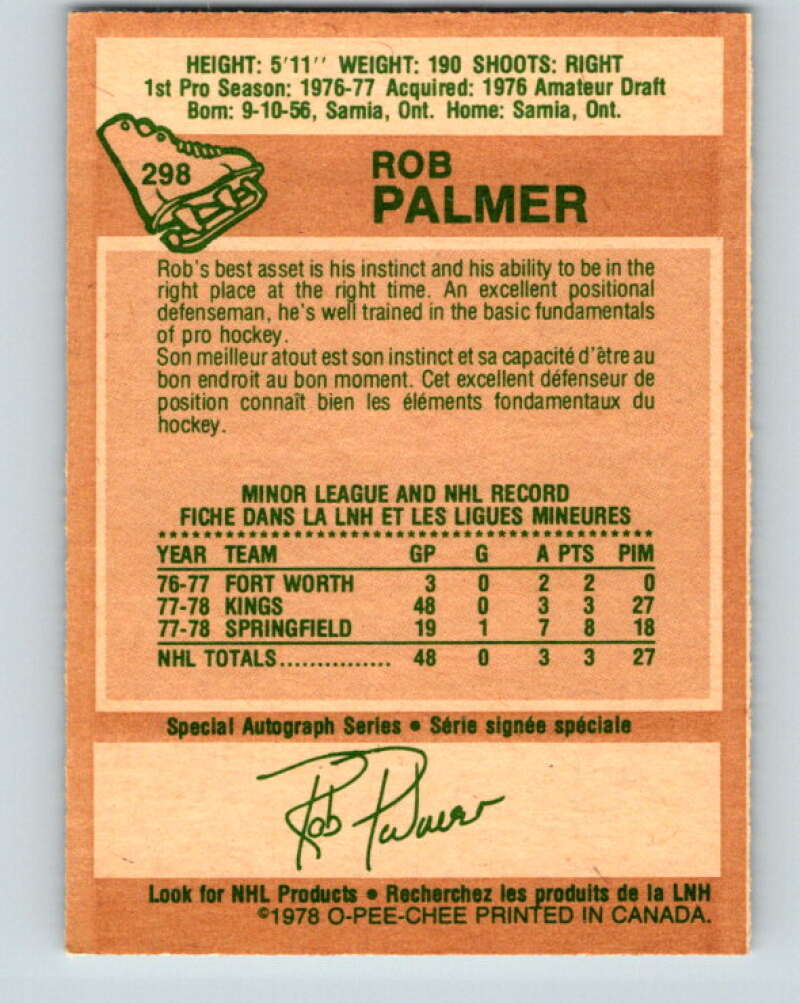 HEIGHT: 5'11'' WEIGHT: 190 SHOOTS: RIGHT
1st Pro Season: 1976-77 Acquired: 1976 Amateur Draft
Born: 9-10-56, Sarnia, Ont. Home: Sarnia, Ont.
298
ROB
PALMER
Rob's best asset is his instinct and his ability to be in the
right place at the right time. An excellent positional
defenseman, he's well trained in the basic fundamentals
of pro hockey.
Son meilleur atout est son instinct et sa capacité d'être au
bon endroit au bon moment. Cet excellent défenseur de
position connaît bien les éléments fondamentaux du
hockey.
MINOR LEAGUE AND NHL RECORD
FICHE DANS LA LNH ET LES LIGUES MINEURES
YEAR TEAM GP G A PTS PIM
76-77 FORT WORTH 3 0 2 2 0
77-78 KINGS 48 0 3 3 27
77-78 SPRINGFIELD 19 1 7 8 18
NHL TOTALS............... 48 0 3 3 27
Special Autograph Series • Série signée spéciale
Rob Palmer
Look for NHL Products • Recherchez les produits de la LNH
©1978 O-PEE-CHEE PRINTED IN CANADA.